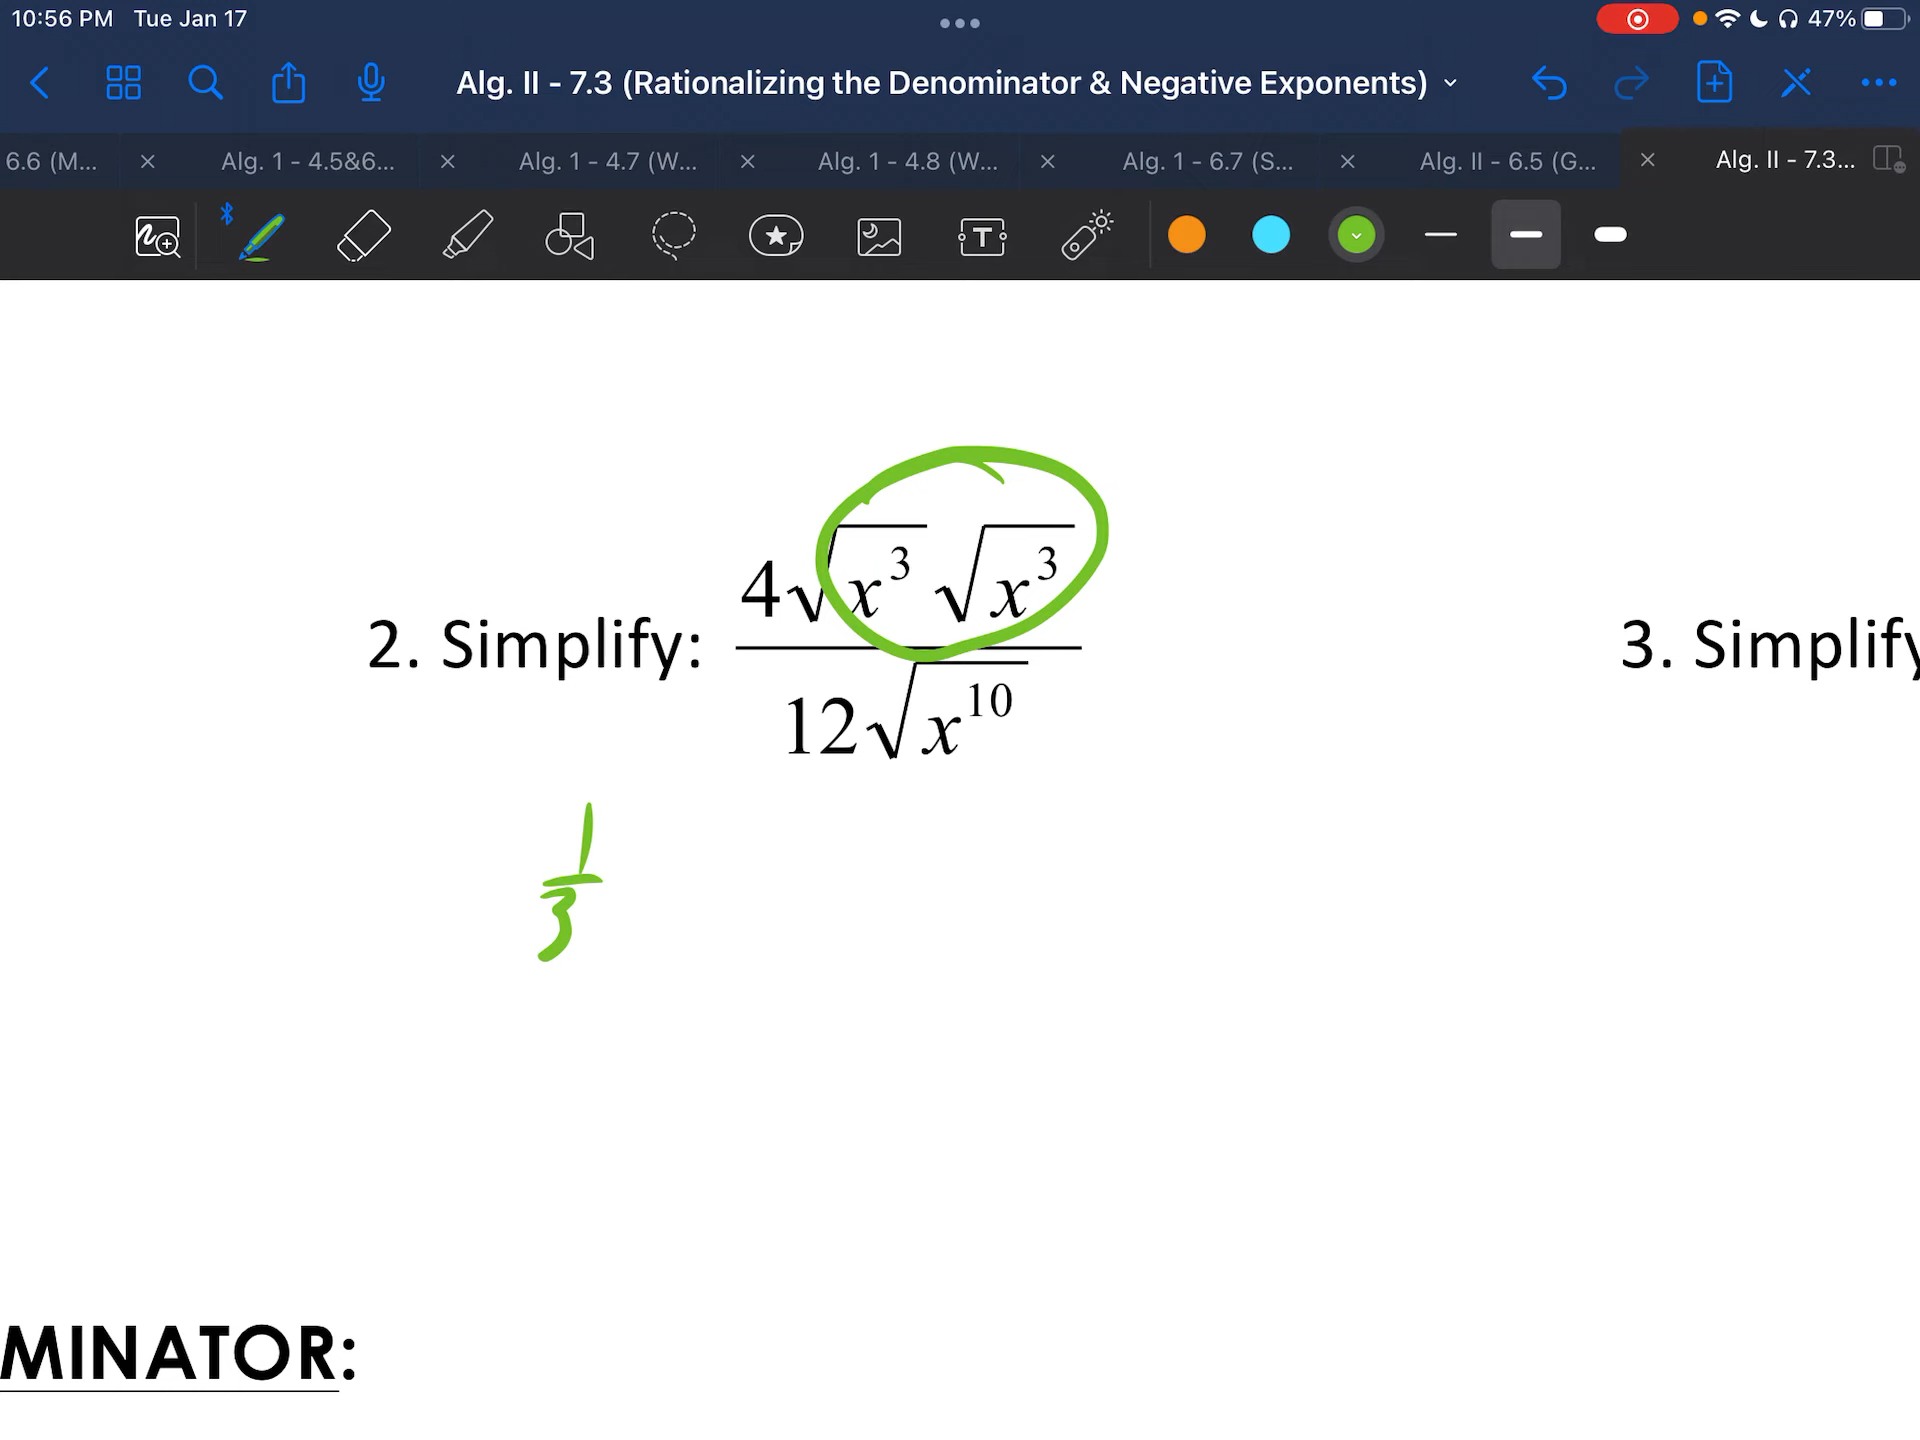 10:56 PM Tue Jan 17
47%
Alg. II - 7.3 (Rationalizing the Denominator & Negative Exponents)
6.6 (M... × Alg. 1 - 4.5&6... × Alg. 1 - 4.7 (W... × Alg. 1 - 4.8 (W... × Alg. 1 - 6.7 (S... × Alg. II - 6.5 (G... × Alg. II - 7.3...
T
4√x³ √x³
2. Simplify:
12√x¹⁰
3. Simplify
1
3
MINATOR: